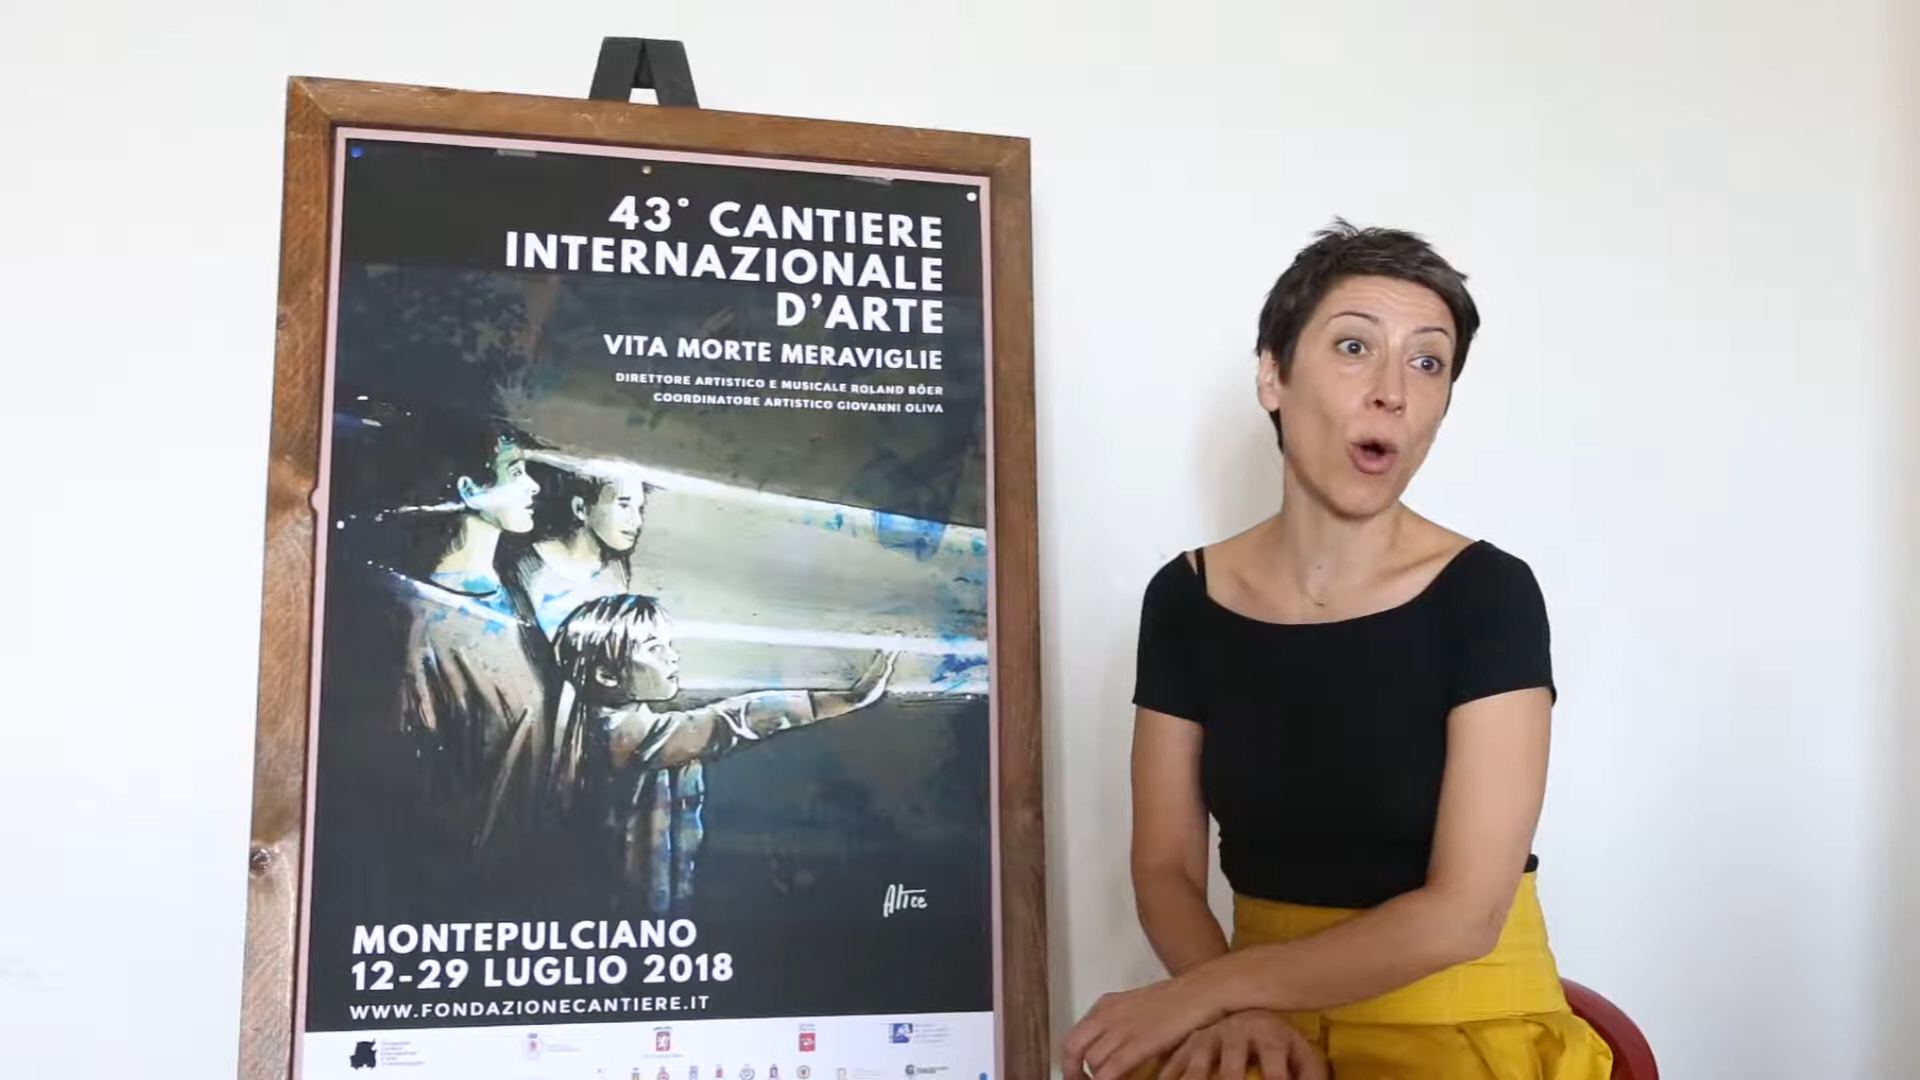 43° CANTIERE
INTERNAZIONALE
D'ARTE
VITA MORTE MERAVIGLIE
DIRETTORE ARTISTICO E MUSICALE ROLAND BÖER
COORDINATORE ARTISTICO GIOVANNI OLIVA
Alice
MONTEPULCIANO
12-29 LUGLIO 2018
WWW.FONDAZIONECANTIERE.IT